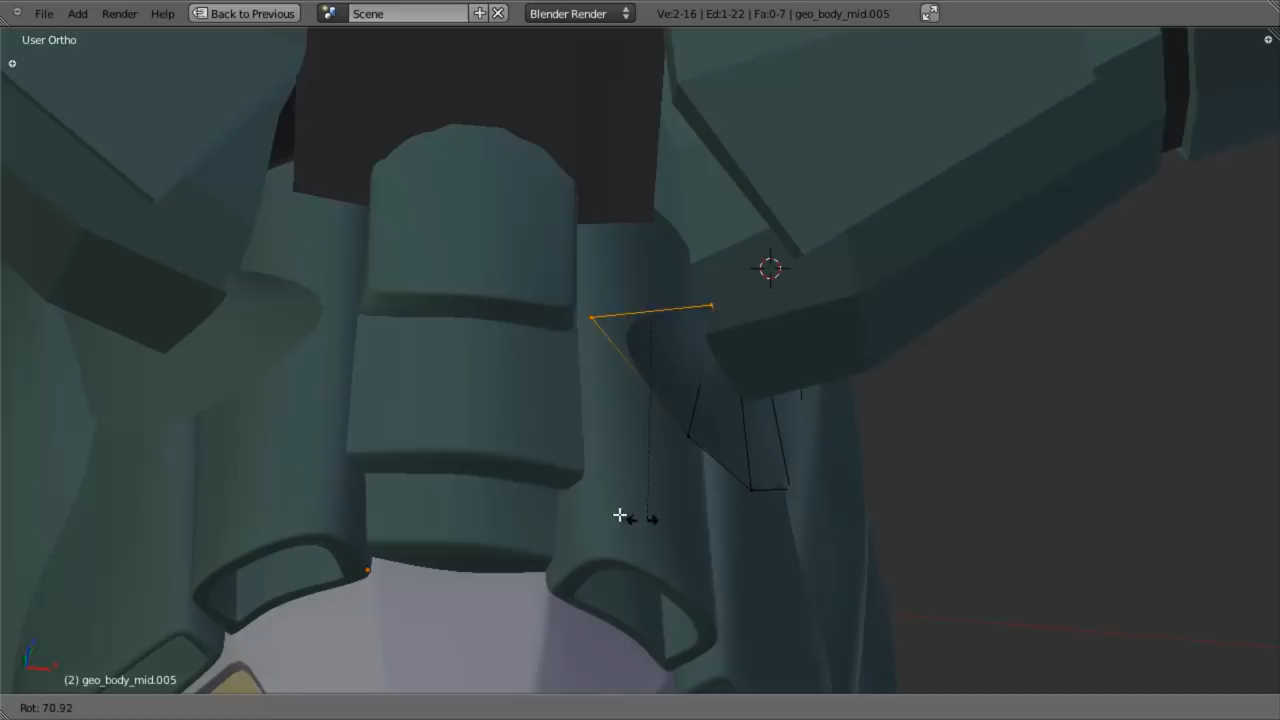 File Add Render Help Back to Previous Scene Blender Render Ve:2-16 | Ed:1-22 | Fa:0-7 | geo_body_mid.005
User Ortho
(2) geo_body_mid.005
Rot: 70.92